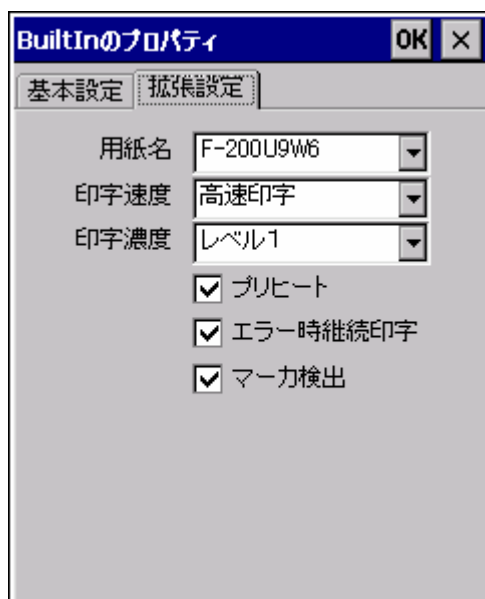 BuiltInのプロパティ OK ×
基本設定 拡張設定
用紙名 F-200U9W6
印字速度 高速印字
印字濃度 レベル1
プリヒート
エラー時継続印字
マーカ検出